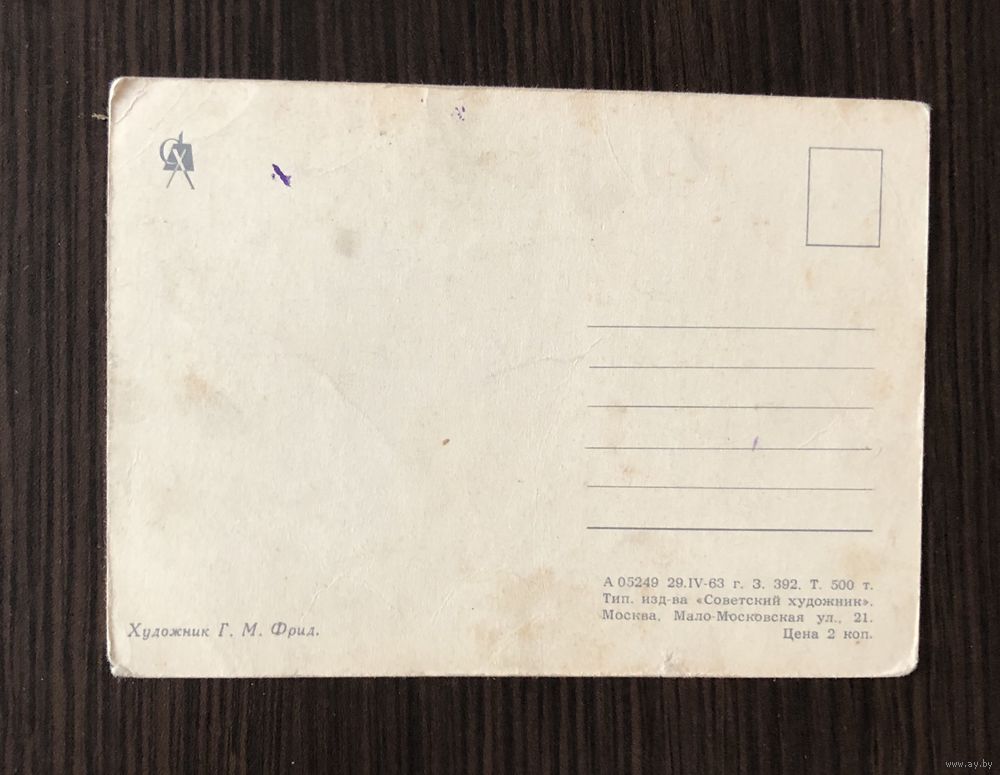 СХ
Художник Г. М. Фрид.
А 05249 29.IV-63 г. З. 392. Т. 500 т.
Тип. изд-ва «Советский художник».
Москва, Мало-Московская ул., 21.
Цена 2 коп.
www.ay.by